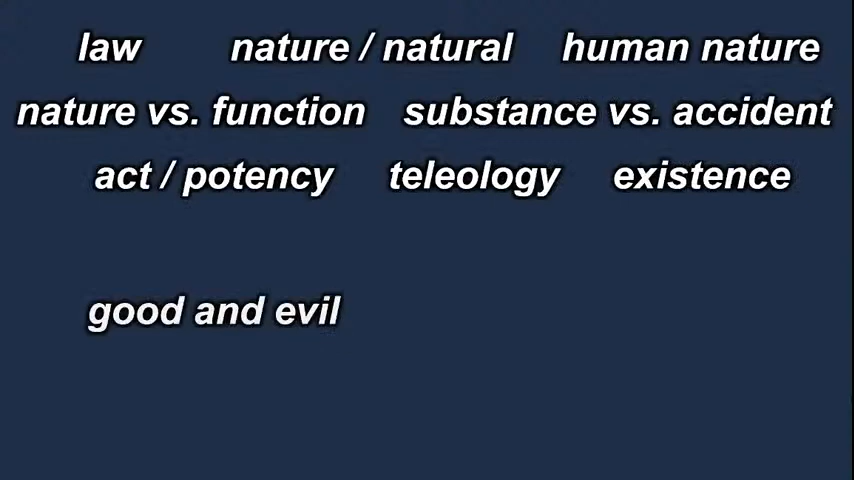 law nature / natural human nature
nature vs. function substance vs. accident
act / potency teleology existence
good and evil